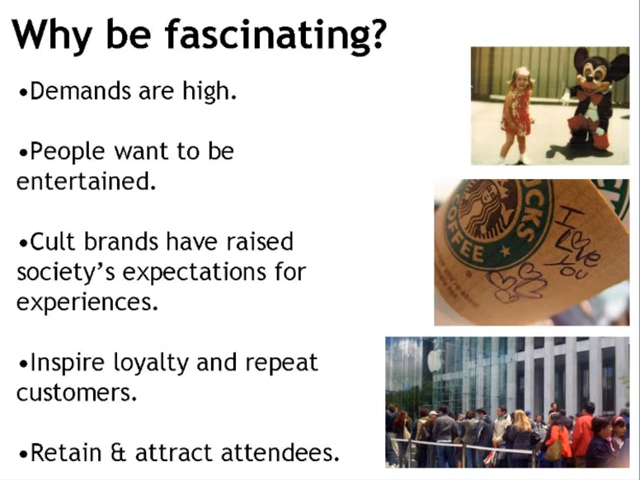 Why be fascinating?
•Demands are high.
•People want to be
entertained.
•Cult brands have raised
society's expectations for
experiences.
•Inspire loyalty and repeat
customers.
•Retain & attract attendees.
COFFEE
I
Love
You